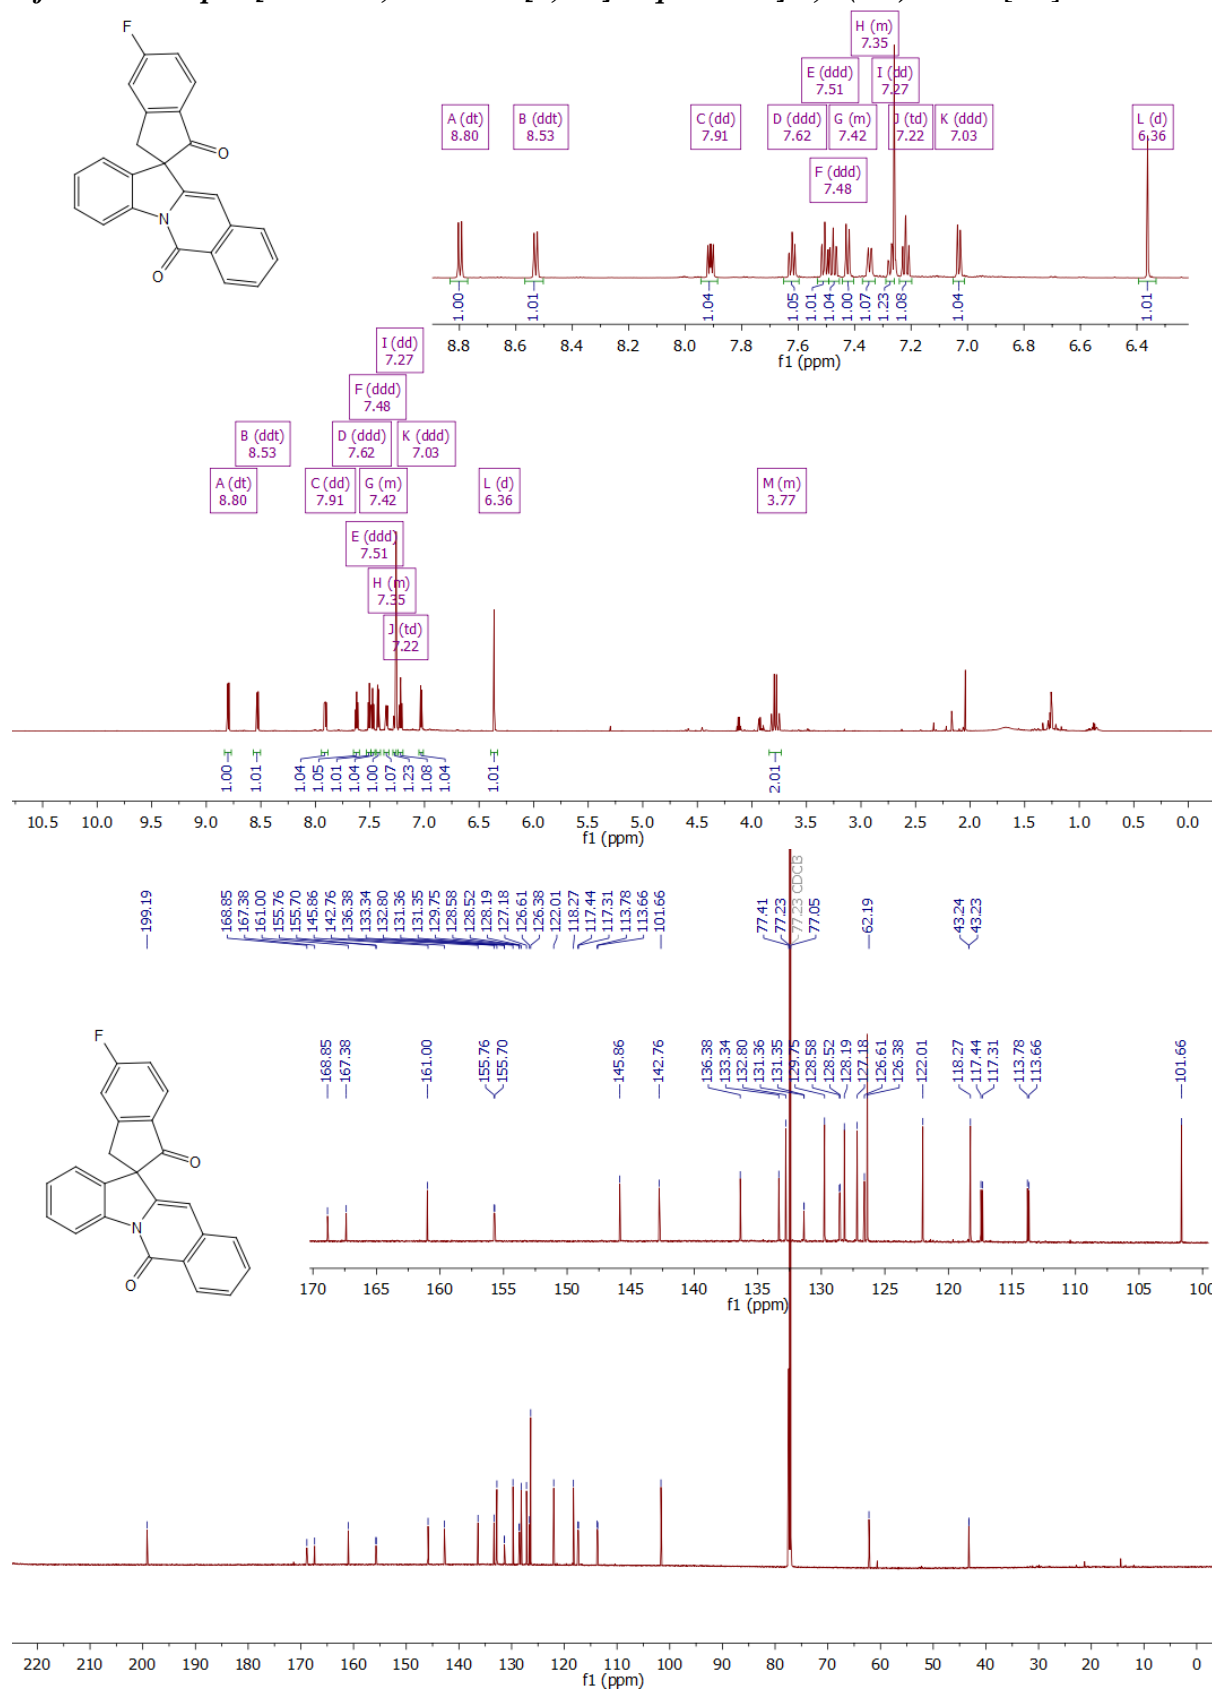 F
O
N
O
H (m)
7.35
E (ddd)
7.51
I (dd)
7.27
A (dt)
8.80
B (ddt)
8.53
C (dd)
7.91
D (ddd)
7.62
G (m)
7.42
J (td)
7.22
K (ddd)
7.03
L (d)
6.36
F (ddd)
7.48
1.00
1.01
1.04
1.05
1.01
1.04
1.00
1.07
1.23
1.08
1.04
1.01
8.8 8.6 8.4 8.2 8.0 7.8 7.6 7.4 7.2 7.0 6.8 6.6 6.4
f1 (ppm)
I (dd)
7.27
F (ddd)
7.48
B (ddt)
8.53
D (ddd)
7.62
K (ddd)
7.03
A (dt)
8.80
C (dd)
7.91
G (m)
7.42
L (d)
6.36
M (m)
3.77
E (ddd)
7.51
H (m)
7.35
J (td)
7.22
1.00
1.01
1.04
1.05
1.01
1.04
1.00
1.07
1.23
1.08
1.04
1.01
2.01
10.5 10.0 9.5 9.0 8.5 8.0 7.5 7.0 6.5 6.0 5.5 5.0 4.5 4.0 3.5 3.0 2.5 2.0 1.5 1.0 0.5 0.0
f1 (ppm)
199.19
168.85
167.38
161.00
155.76
155.70
145.86
142.76
136.38
133.34
132.80
131.36
131.35
129.75
128.58
128.52
128.19
127.18
126.61
126.38
122.01
118.27
117.44
117.31
113.78
113.66
101.66
77.41
77.23
77.23 CDCl3
77.05
62.19
43.24
43.23
F
O
N
O
168.85
167.38
161.00
155.76
155.70
145.86
142.76
136.38
133.34
132.80
131.36
131.35
129.75
128.58
128.52
128.19
127.18
126.61
126.38
122.01
118.27
117.44
117.31
113.78
113.66
101.66
170 165 160 155 150 145 140 135 130 125 120 115 110 105 100
f1 (ppm)
220 210 200 190 180 170 160 150 140 130 120 110 100 90 80 70 60 50 40 30 20 10 0
f1 (ppm)